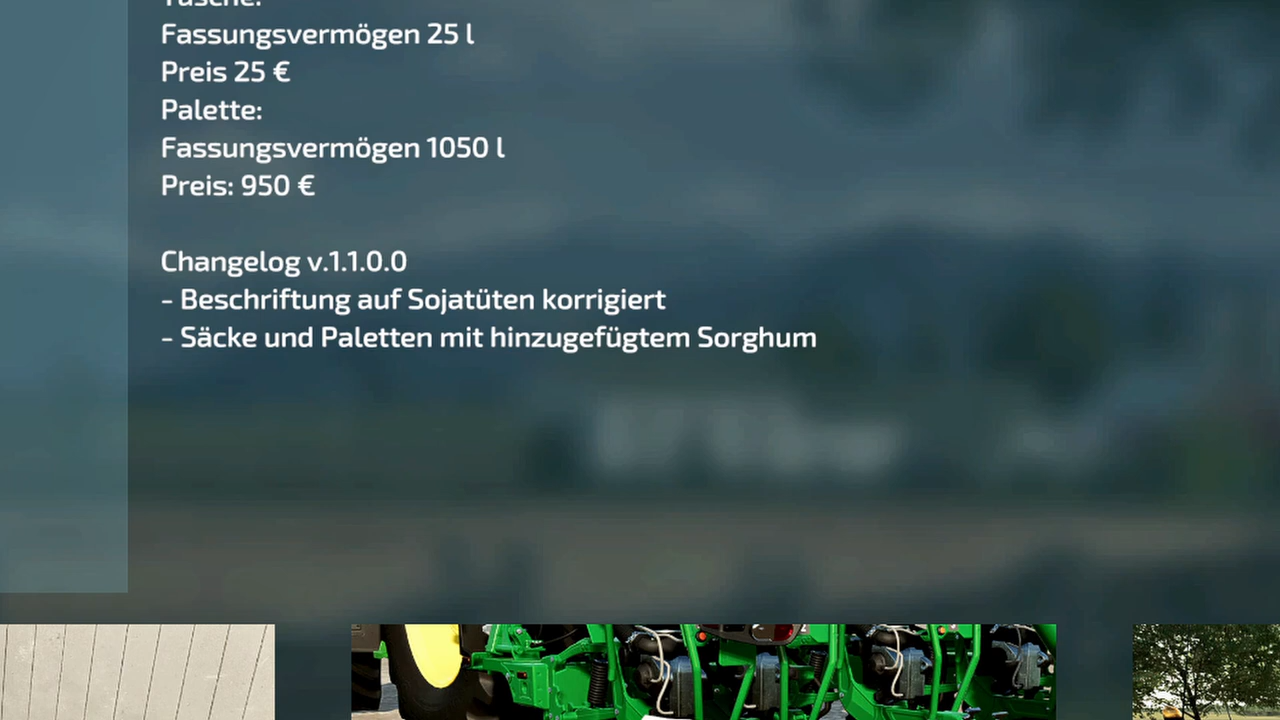 Tasche:
Fassungsvermögen 25 l
Preis 25 €
Palette:
Fassungsvermögen 1050 l
Preis: 950 €
Changelog v.1.1.0.0
- Beschriftung auf Sojatüten korrigiert
- Säcke und Paletten mit hinzugefügtem Sorghum